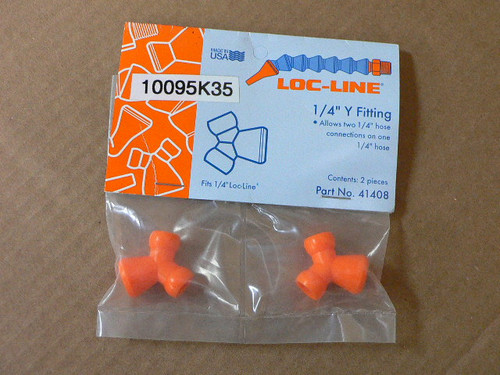 MADE IN
USA
LOC-LINE®
10095K35
1/4" Y Fitting
• Allows two 1/4" hose
connections on one
1/4" hose
Fits 1/4" Loc-Line®
Contents: 2 pieces
Part No. 41408